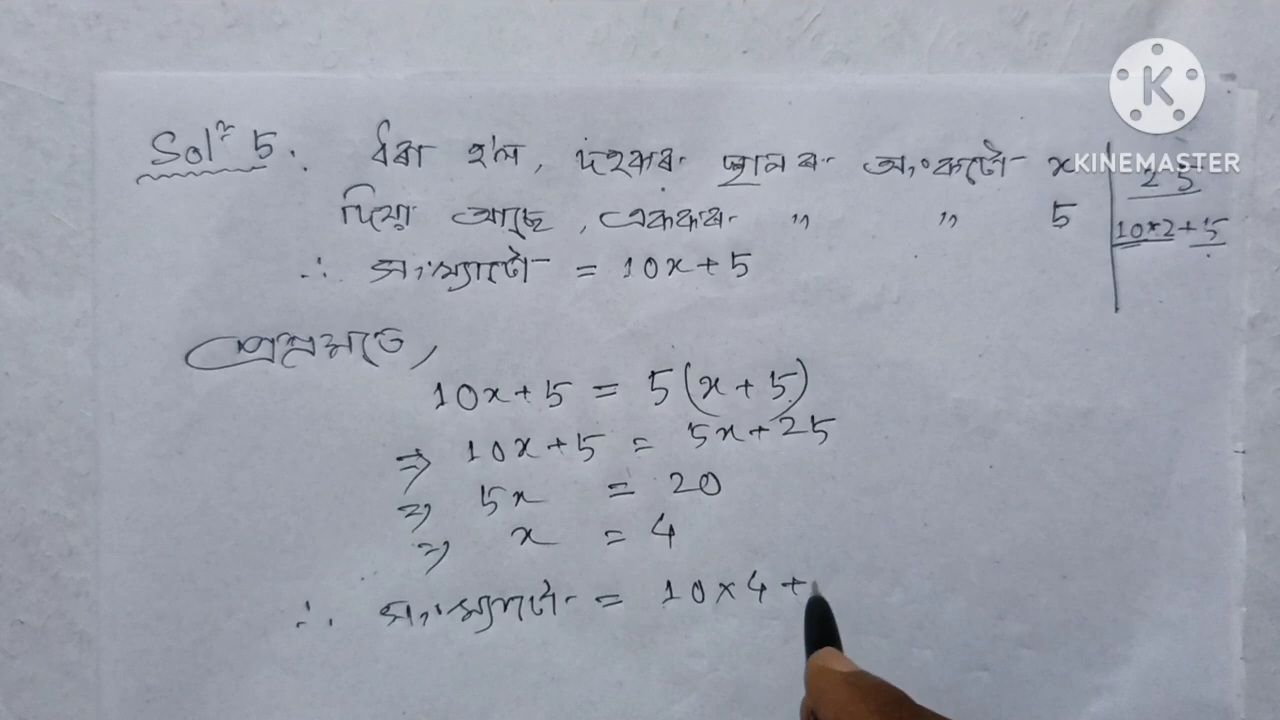 Solⁿ 5. ধৰা হ'ল, দহকৰ স্থানৰ অংকটো x
দিয়া আছে, এককৰ " " 5
∴ সংখ্যাটো = 10x + 5
প্ৰশ্নমতে,
10x + 5 = 5(x + 5)
⇒ 10x + 5 = 5x + 25
⇒ 5x = 20
⇒ x = 4
∴ সংখ্যাটো = 10 × 4 +
25
10×2 + 5
KINEMASTER